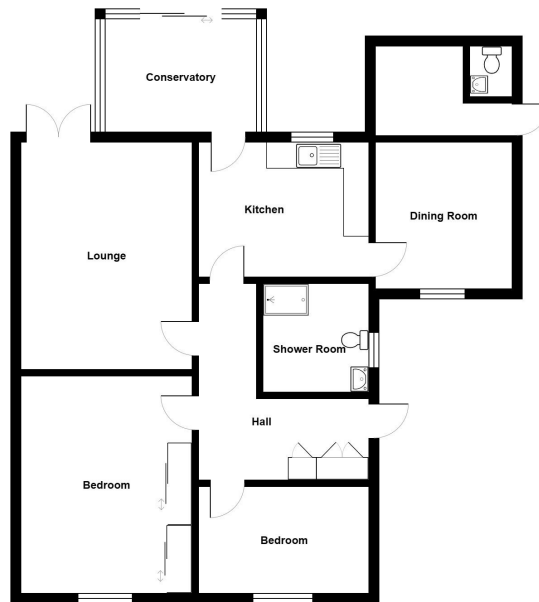 Conservatory
Kitchen
Dining Room
Lounge
Shower Room
Hall
Bedroom
Bedroom